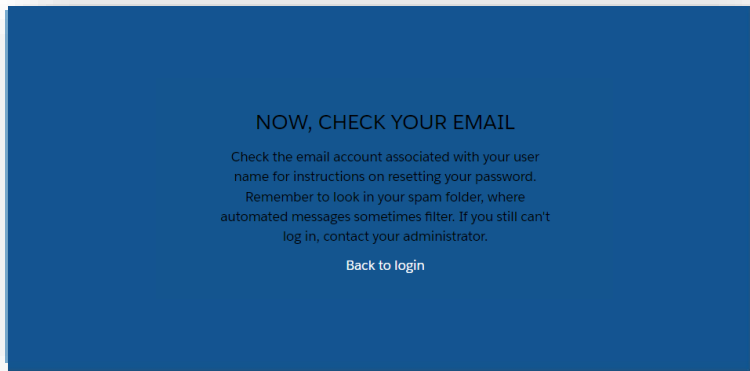 NOW, CHECK YOUR EMAIL
Check the email account associated with your user
name for instructions on resetting your password.
Remember to look in your spam folder, where
automated messages sometimes filter. If you still can't
log in, contact your administrator.
Back to login